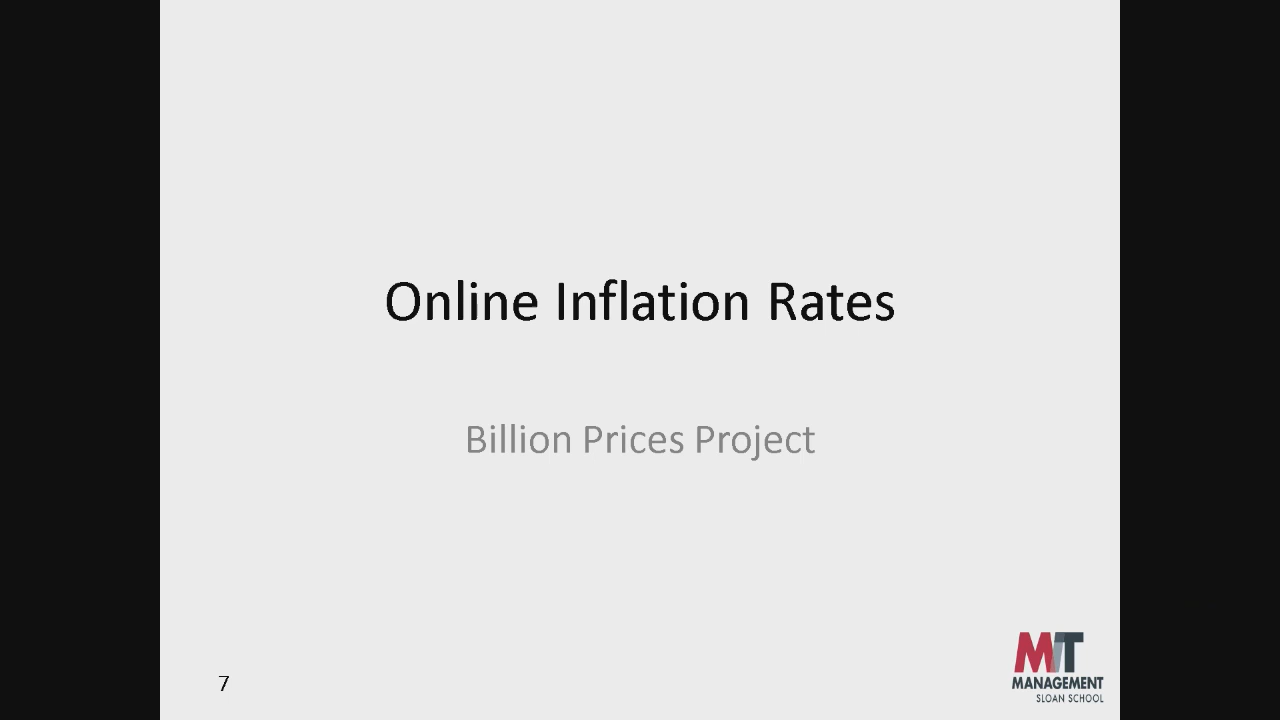 Online Inflation Rates
Billion Prices Project
7
MIT
MANAGEMENT
SLOAN SCHOOL